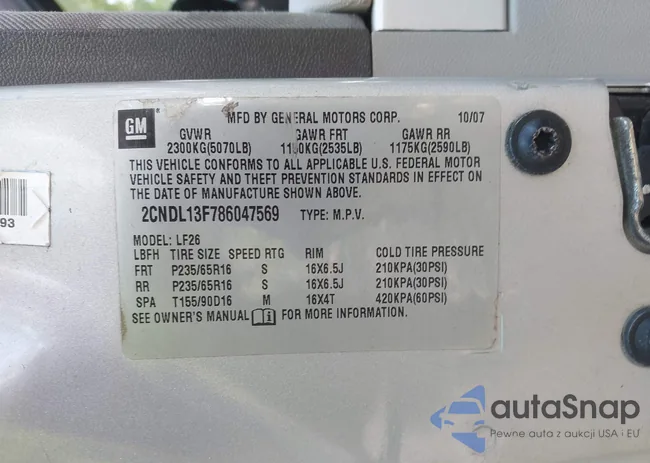 GM
MFD BY GENERAL MOTORS CORP. 10/07
GVWR GAWR FRT GAWR RR
2300KG(5070LB) 1150KG(2535LB) 1175KG(2590LB)
THIS VEHICLE CONFORMS TO ALL APPLICABLE U.S. FEDERAL MOTOR
VEHICLE SAFETY AND THEFT PREVENTION STANDARDS IN EFFECT ON
THE DATE OF MANUFACTURE SHOWN ABOVE.
2CNDL13F786047569 TYPE: M.P.V.
MODEL: LF26
LBFH TIRE SIZE SPEED RTG RIM COLD TIRE PRESSURE
FRT P235/65R16 S 16X6.5J 210KPA(30PSI)
RR P235/65R16 S 16X6.5J 210KPA(30PSI)
SPA T155/90D16 M 16X4T 420KPA(60PSI)
SEE OWNER'S MANUAL i FOR MORE INFORMATION.
93
autaSnap
Pewne auta z aukcji USA i EU